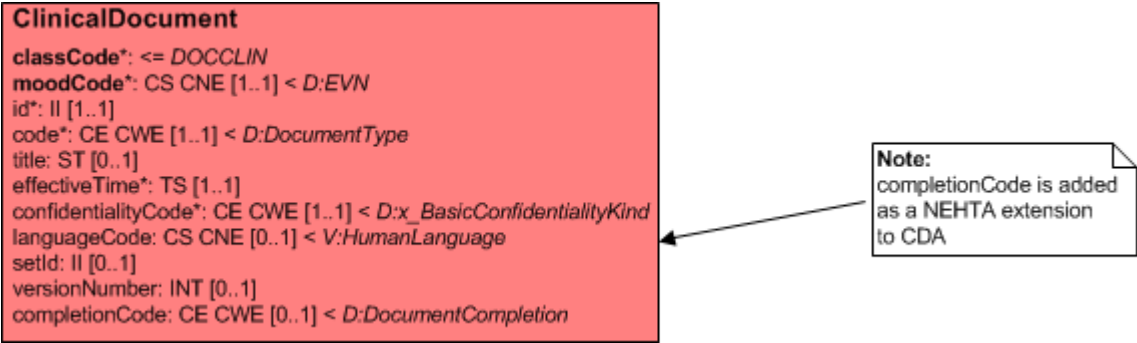 ClinicalDocument
classCode*: <= DOCCLIN
moodCode*: CS CNE [1..1] < D:EVN
id*: II [1..1]
code*: CE CWE [1..1] < D:DocumentType
title: ST [0..1]
effectiveTime*: TS [1..1]
confidentialityCode*: CE CWE [1..1] < D:x_BasicConfidentialityKind
languageCode: CS CNE [0..1] < V:HumanLanguage
setId: II [0..1]
versionNumber: INT [0..1]
completionCode: CE CWE [0..1] < D:DocumentCompletion
Note:
completionCode is added
as a NEHTA extension
to CDA